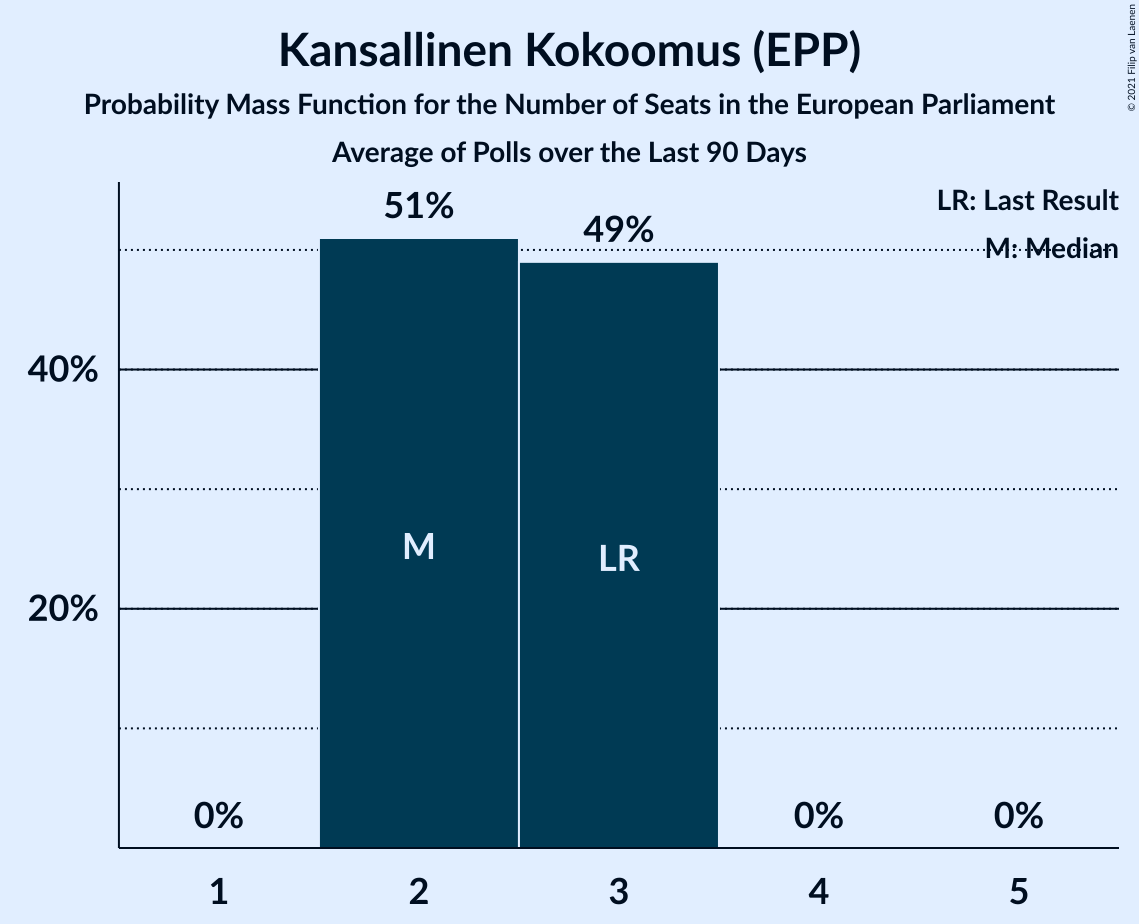 Kansallinen Kokoomus (EPP)
Probability Mass Function for the Number of Seats in the European Parliament
Average of Polls over the Last 90 Days
© 2021 Filip van Laenen
LR: Last Result
M: Median
51%
49%
40%
20%
M
LR
0%
0%
0%
1
2
3
4
5